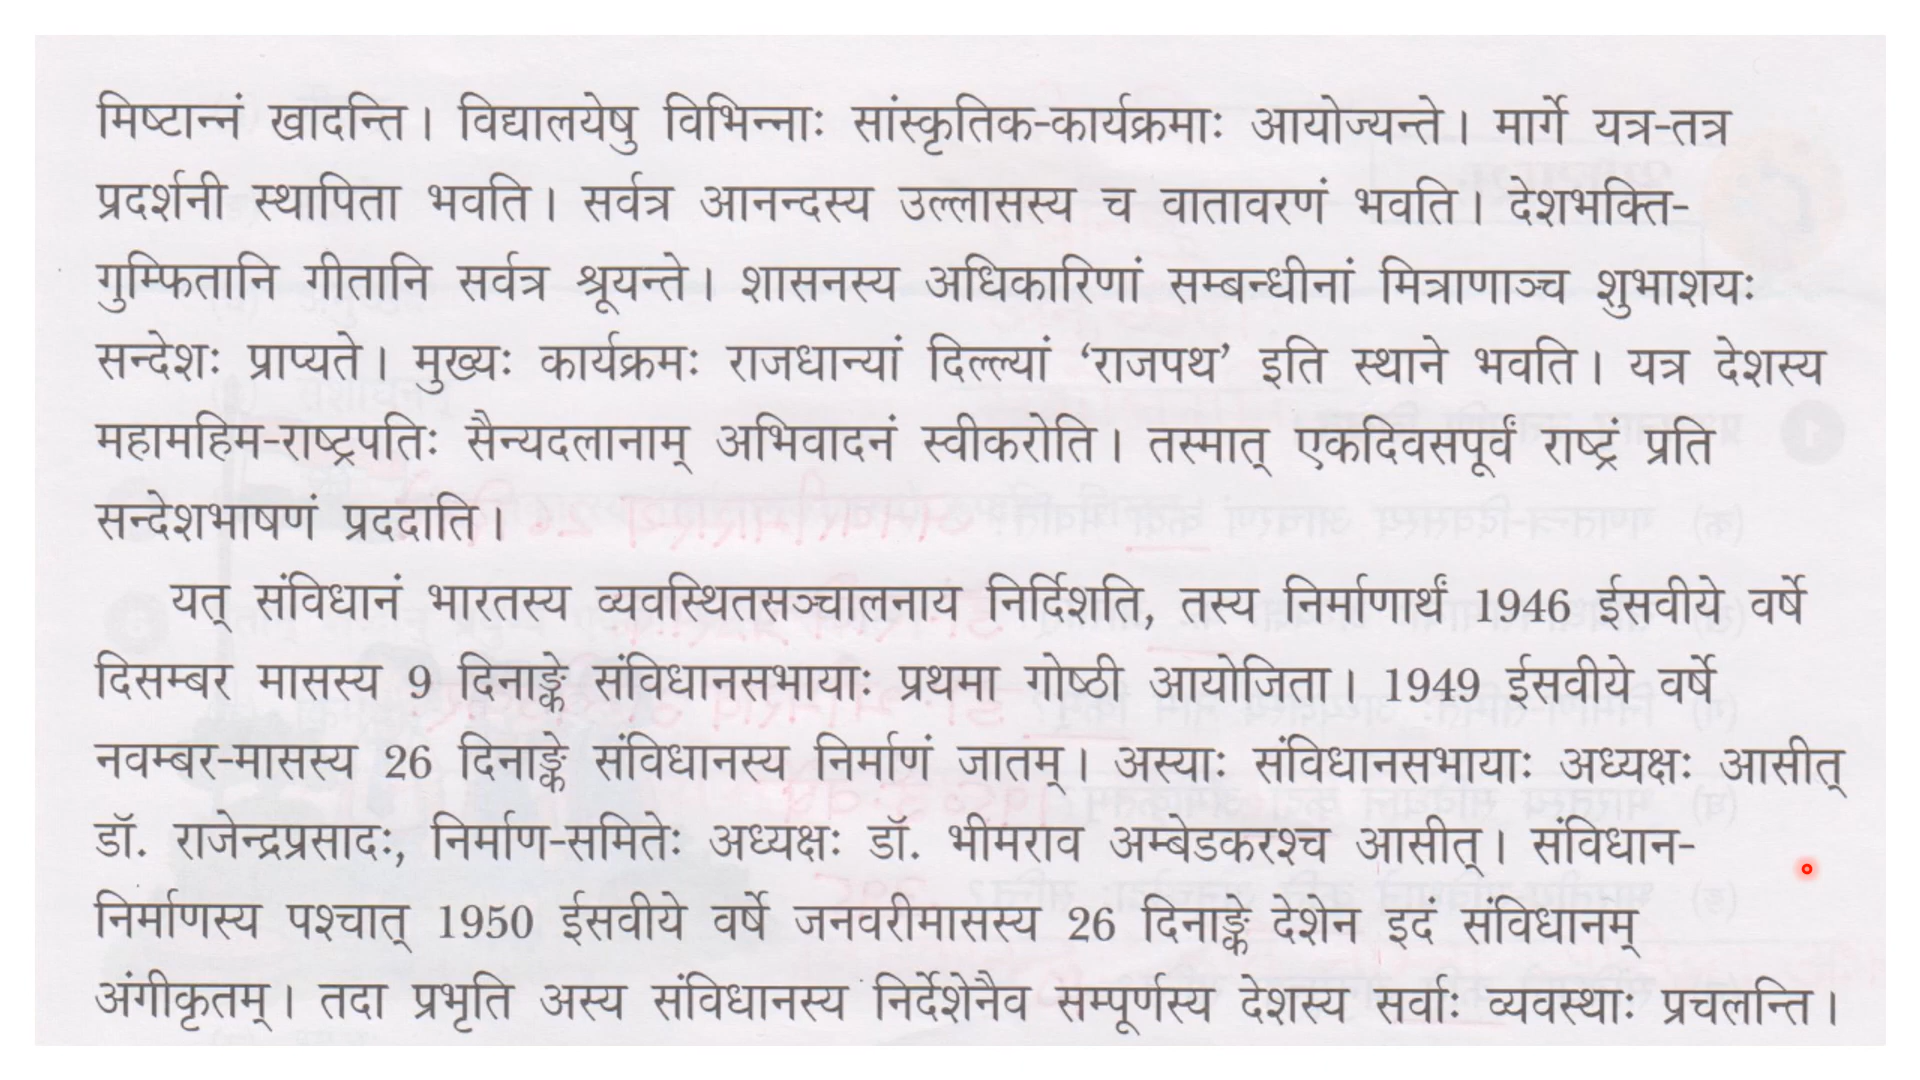 मिष्टान्नं खादन्ति। विद्यालयेषु विभिन्नाः सांस्कृतिक-कार्यक्रमाः आयोज्यन्ते। मार्गे यत्र-तत्र
प्रदर्शनी स्थापिता भवति। सर्वत्र आनन्दस्य उल्लासस्य च वातावरणं भवति। देशभक्ति-
गुम्फितानि गीतानि सर्वत्र श्रूयन्ते। शासनस्य अधिकारिणां सम्बन्धीनां मित्राणाञ्च शुभाशयः
सन्देशः प्राप्यते। मुख्यः कार्यक्रमः राजधान्यां दिल्ल्यां ‘राजपथ’ इति स्थाने भवति। यत्र देशस्य
महामहिम-राष्ट्रपतिः सैन्यदलानाम् अभिवादनं स्वीकरोति। तस्मात् एकदिवसपूर्वं राष्ट्रं प्रति
सन्देशभाषणं प्रददाति।
यत् संविधानं भारतस्य व्यवस्थितसञ्चालनाय निर्दिशति, तस्य निर्माणार्थं 1946 ईसवीये वर्षे
दिसम्बर मासस्य 9 दिनाङ्के संविधानसभायाः प्रथमा गोष्ठी आयोजिता। 1949 ईसवीये वर्षे
नवम्बर-मासस्य 26 दिनाङ्के संविधानस्य निर्माणं जातम्। अस्याः संविधानसभायाः अध्यक्षः आसीत्
डॉ. राजेन्द्रप्रसादः, निर्माण-समितेः अध्यक्षः डॉ. भीमराव अम्बेडकरश्च आसीत्। संविधान-
निर्माणस्य पश्चात् 1950 ईसवीये वर्षे जनवरीमासस्य 26 दिनाङ्के देशेन इदं संविधानम्
अंगीकृतम्। तदा प्रभृति अस्य संविधानस्य निर्देशेनैव सम्पूर्णस्य देशस्य सर्वाः व्यवस्थाः प्रचलन्ति।